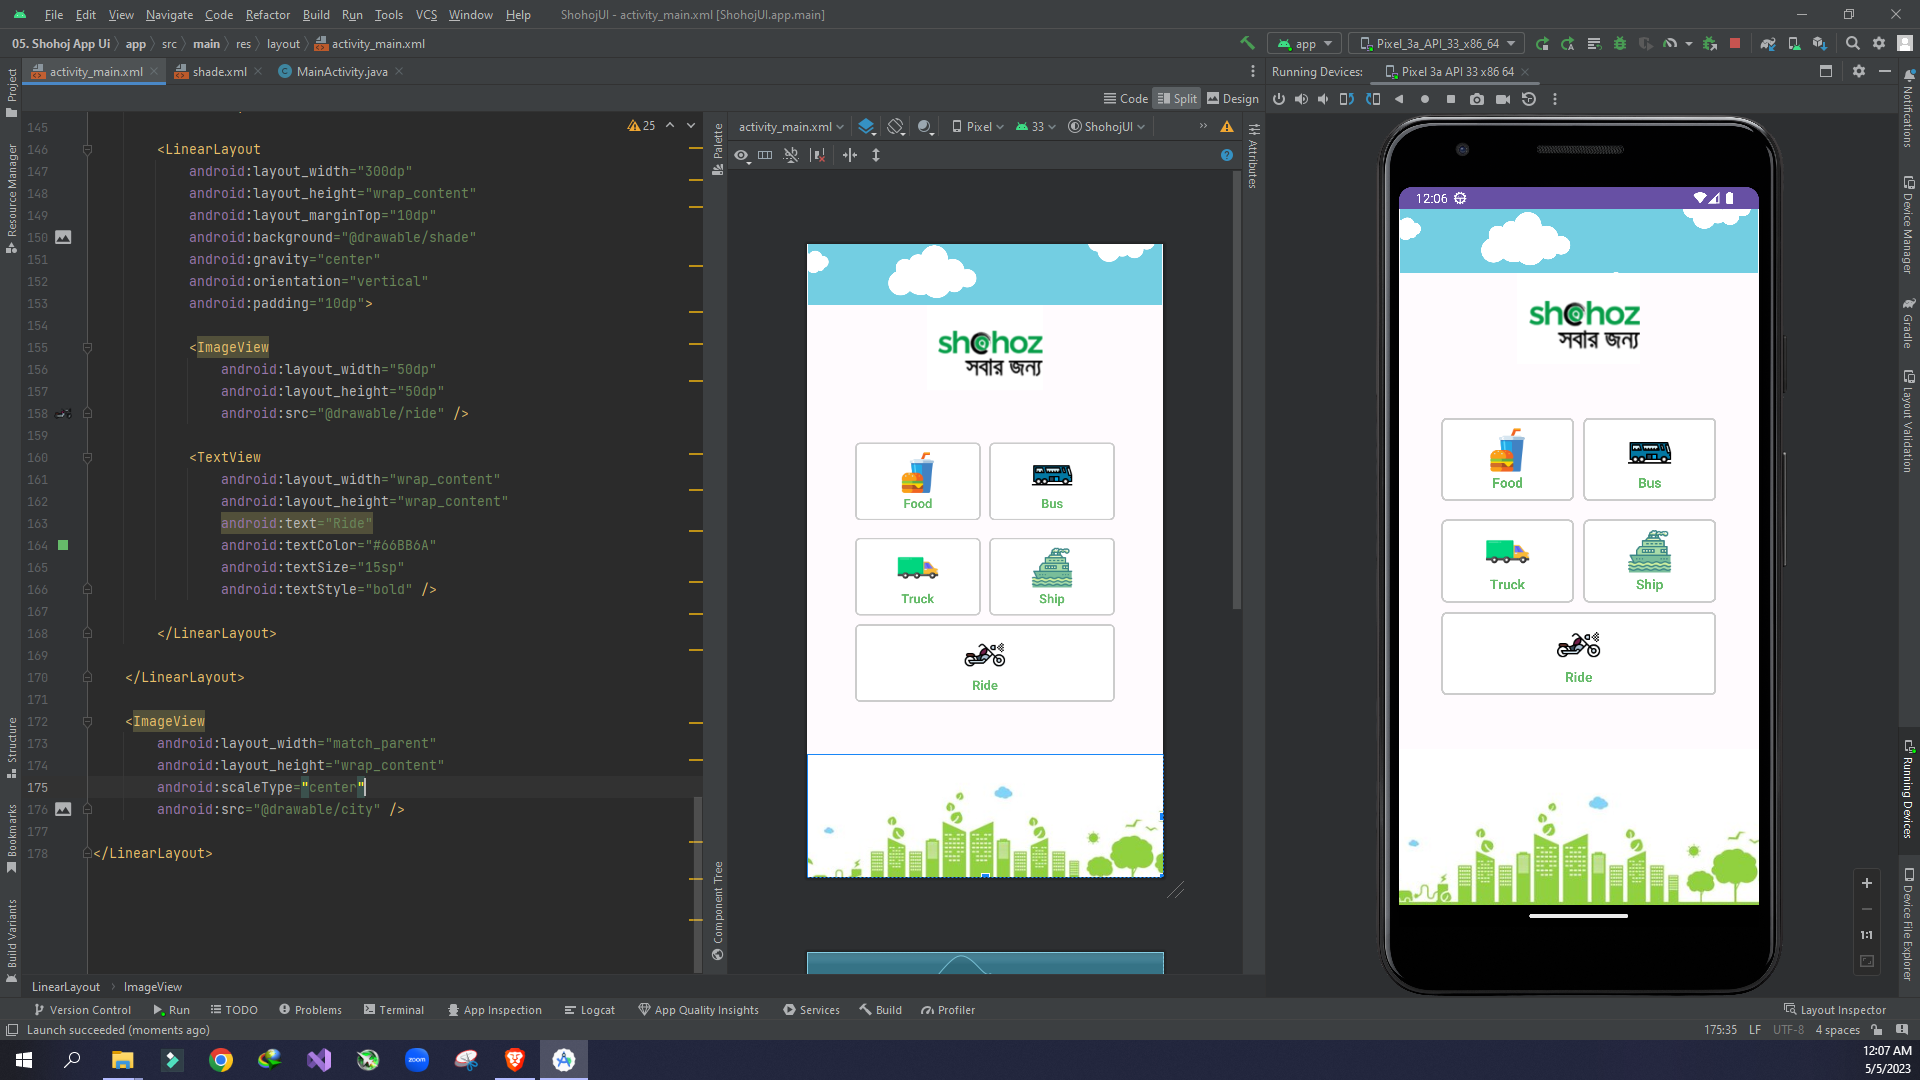 File Edit View Navigate Code Refactor Build Run Tools VCS Window Help ShohojUI - activity_main.xml [ShohojUI.app.main]
05. Shohoj App Ui app src main res layout activity_main.xml app Pixel_3a_API_33_x86_64
activity_main.xml shade.xml MainActivity.java Running Devices: Pixel 3a API 33 x86 64
Code Split Design
activity_main.xml Pixel 33 ShohojUI
25
Project
Resource Manager
Structure
Bookmarks
Build Variants
145
146 <LinearLayout
147 android:layout_width="300dp"
148 android:layout_height="wrap_content"
149 android:layout_marginTop="10dp"
150 android:background="@drawable/shade"
151 android:gravity="center"
152 android:orientation="vertical"
153 android:padding="10dp">
154
155 <ImageView
156 android:layout_width="50dp"
157 android:layout_height="50dp"
158 android:src="@drawable/ride" />
159
160 <TextView
161 android:layout_width="wrap_content"
162 android:layout_height="wrap_content"
163 android:text="Ride"
164 android:textColor="#66BB6A"
165 android:textSize="15sp"
166 android:textStyle="bold" />
167
168 </LinearLayout>
169
170 </LinearLayout>
171
172 <ImageView
173 android:layout_width="match_parent"
174 android:layout_height="wrap_content"
175 android:scaleType="center"
176 android:src="@drawable/city" />
177
178 </LinearLayout>
Palette
Component Tree
Attributes
shohoz
সবার জন্য
Food Bus
Truck Ship
Ride
12:06
shohoz
সবার জন্য
Food Bus
Truck Ship
Ride
1:1
Notifications
Device Manager
Gradle
Layout Validation
Running Devices
Device File Explorer
LinearLayout ImageView
Version Control Run TODO Problems Terminal App Inspection Logcat App Quality Insights Services Build Profiler Layout Inspector
Launch succeeded (moments ago) 175:35 LF UTF-8 4 spaces
zoom
12:07 AM
5/5/2023